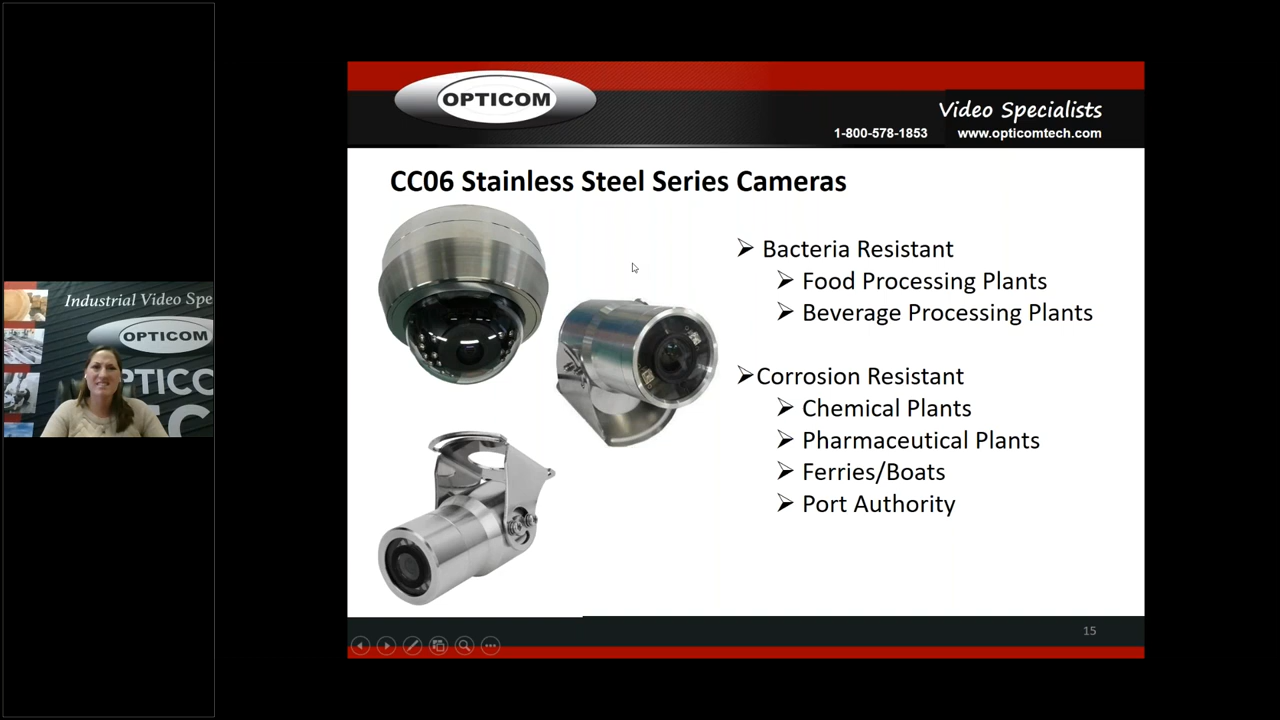 OPTICOM
Video Specialists
1-800-578-1853 www.opticomtech.com
CC06 Stainless Steel Series Cameras
Bacteria Resistant
Food Processing Plants
Beverage Processing Plants
Corrosion Resistant
Chemical Plants
Pharmaceutical Plants
Ferries/Boats
Port Authority
15
Industrial Video Spe
OPTICOM